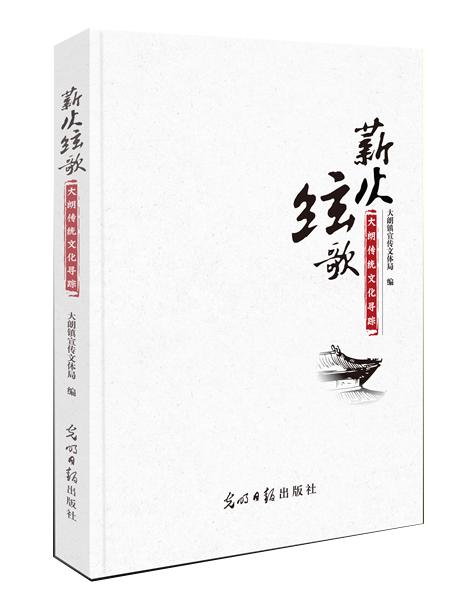 薪火弦歌
大朗传统文化寻踪
大朗镇宣传文体局 编
光明日报出版社
薪火弦歌
大朗传统文化寻踪
大朗镇宣传文体局 编
光明日报出版社